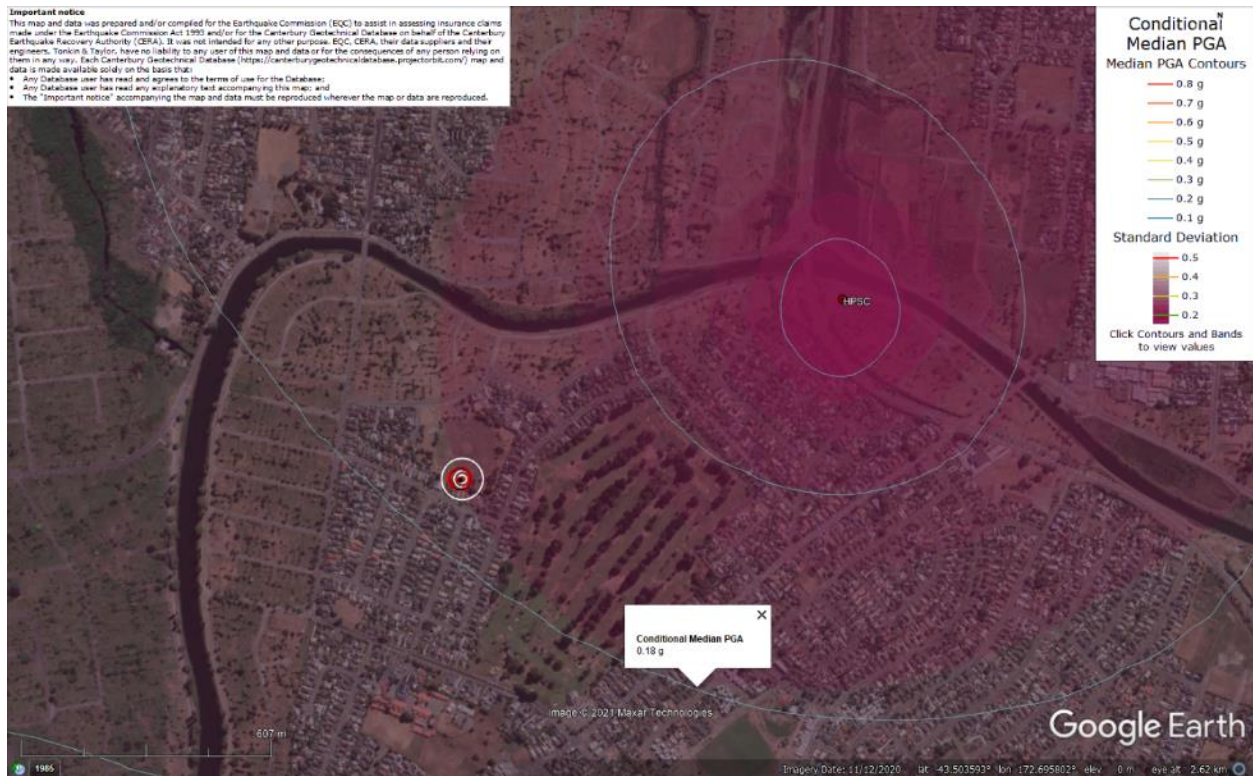 Important notice
This map and data was prepared and/or compiled for the Earthquake Commission (EQC) to assist in assessing insurance claims
made under the Earthquake Commission Act 1993 and/or for the Canterbury Geotechnical Database on behalf of the Canterbury
Earthquake Recovery Authority (CERA). It was not intended for any other purpose. EQC, CERA, their data suppliers and their
engineers, Tonkin & Taylor, have no liability to any user of this map and data or for the consequences of any person relying on
them in any way. Each Canterbury Geotechnical Database (https://canterburygeotechnicaldatabase.projectorbit.com/) map and
data is made available solely on the basis that:
• Any Database user has read and agrees to the terms of use for the Database;
• Any Database user has read any explanatory text accompanying this map; and
• The "Important notice" accompanying the map and data must be reproduced wherever the map or data are reproduced.
N
Conditional
Median PGA
Median PGA Contours
0.8 g
0.7 g
0.6 g
0.5 g
0.4 g
0.3 g
0.2 g
0.1 g
Standard Deviation
0.5
0.4
0.3
0.2
Click Contours and Bands
to view values
HPSC
Conditional Median PGA
0.18 g
Image © 2021 Maxar Technologies
Google Earth
607 m
1985
Imagery Date: 11/12/2020 lat -43.503593° lon 172.695802° elev 0 m eye alt 2.62 km